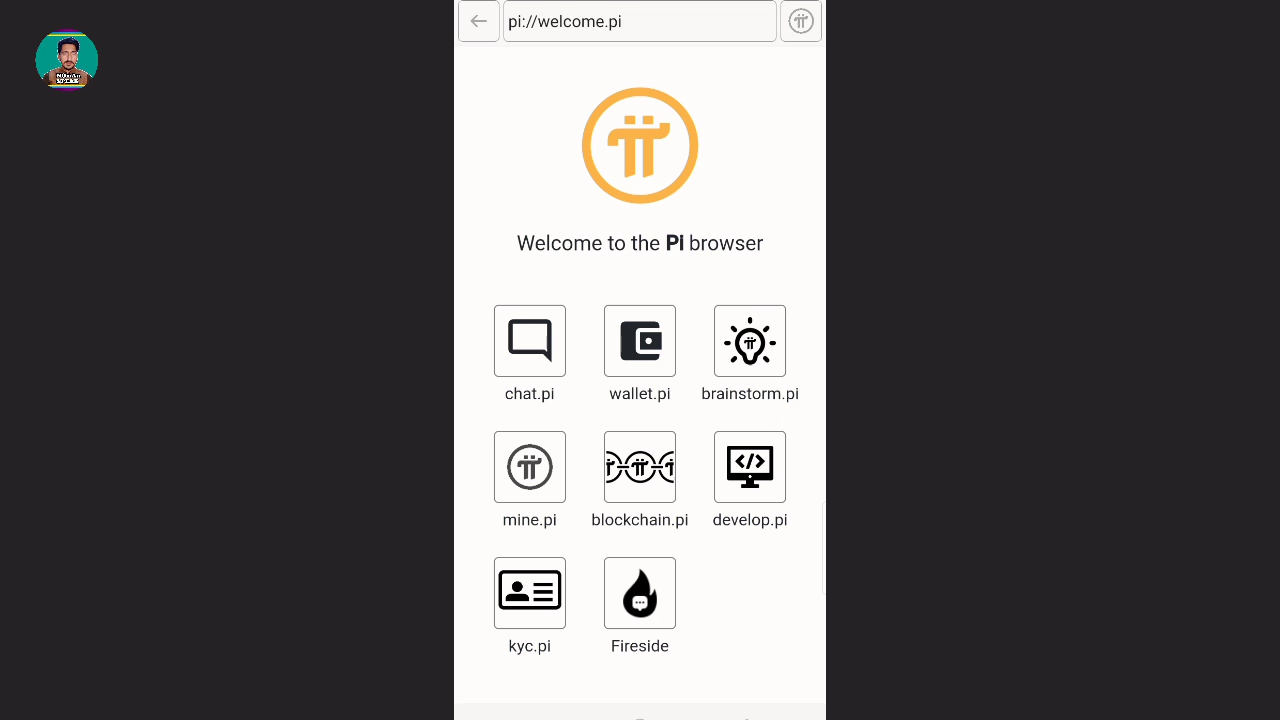 pi://welcome.pi
Welcome to the Pi browser
chat.pi
wallet.pi
brainstorm.pi
mine.pi
blockchain.pi
develop.pi
kyc.pi
Fireside